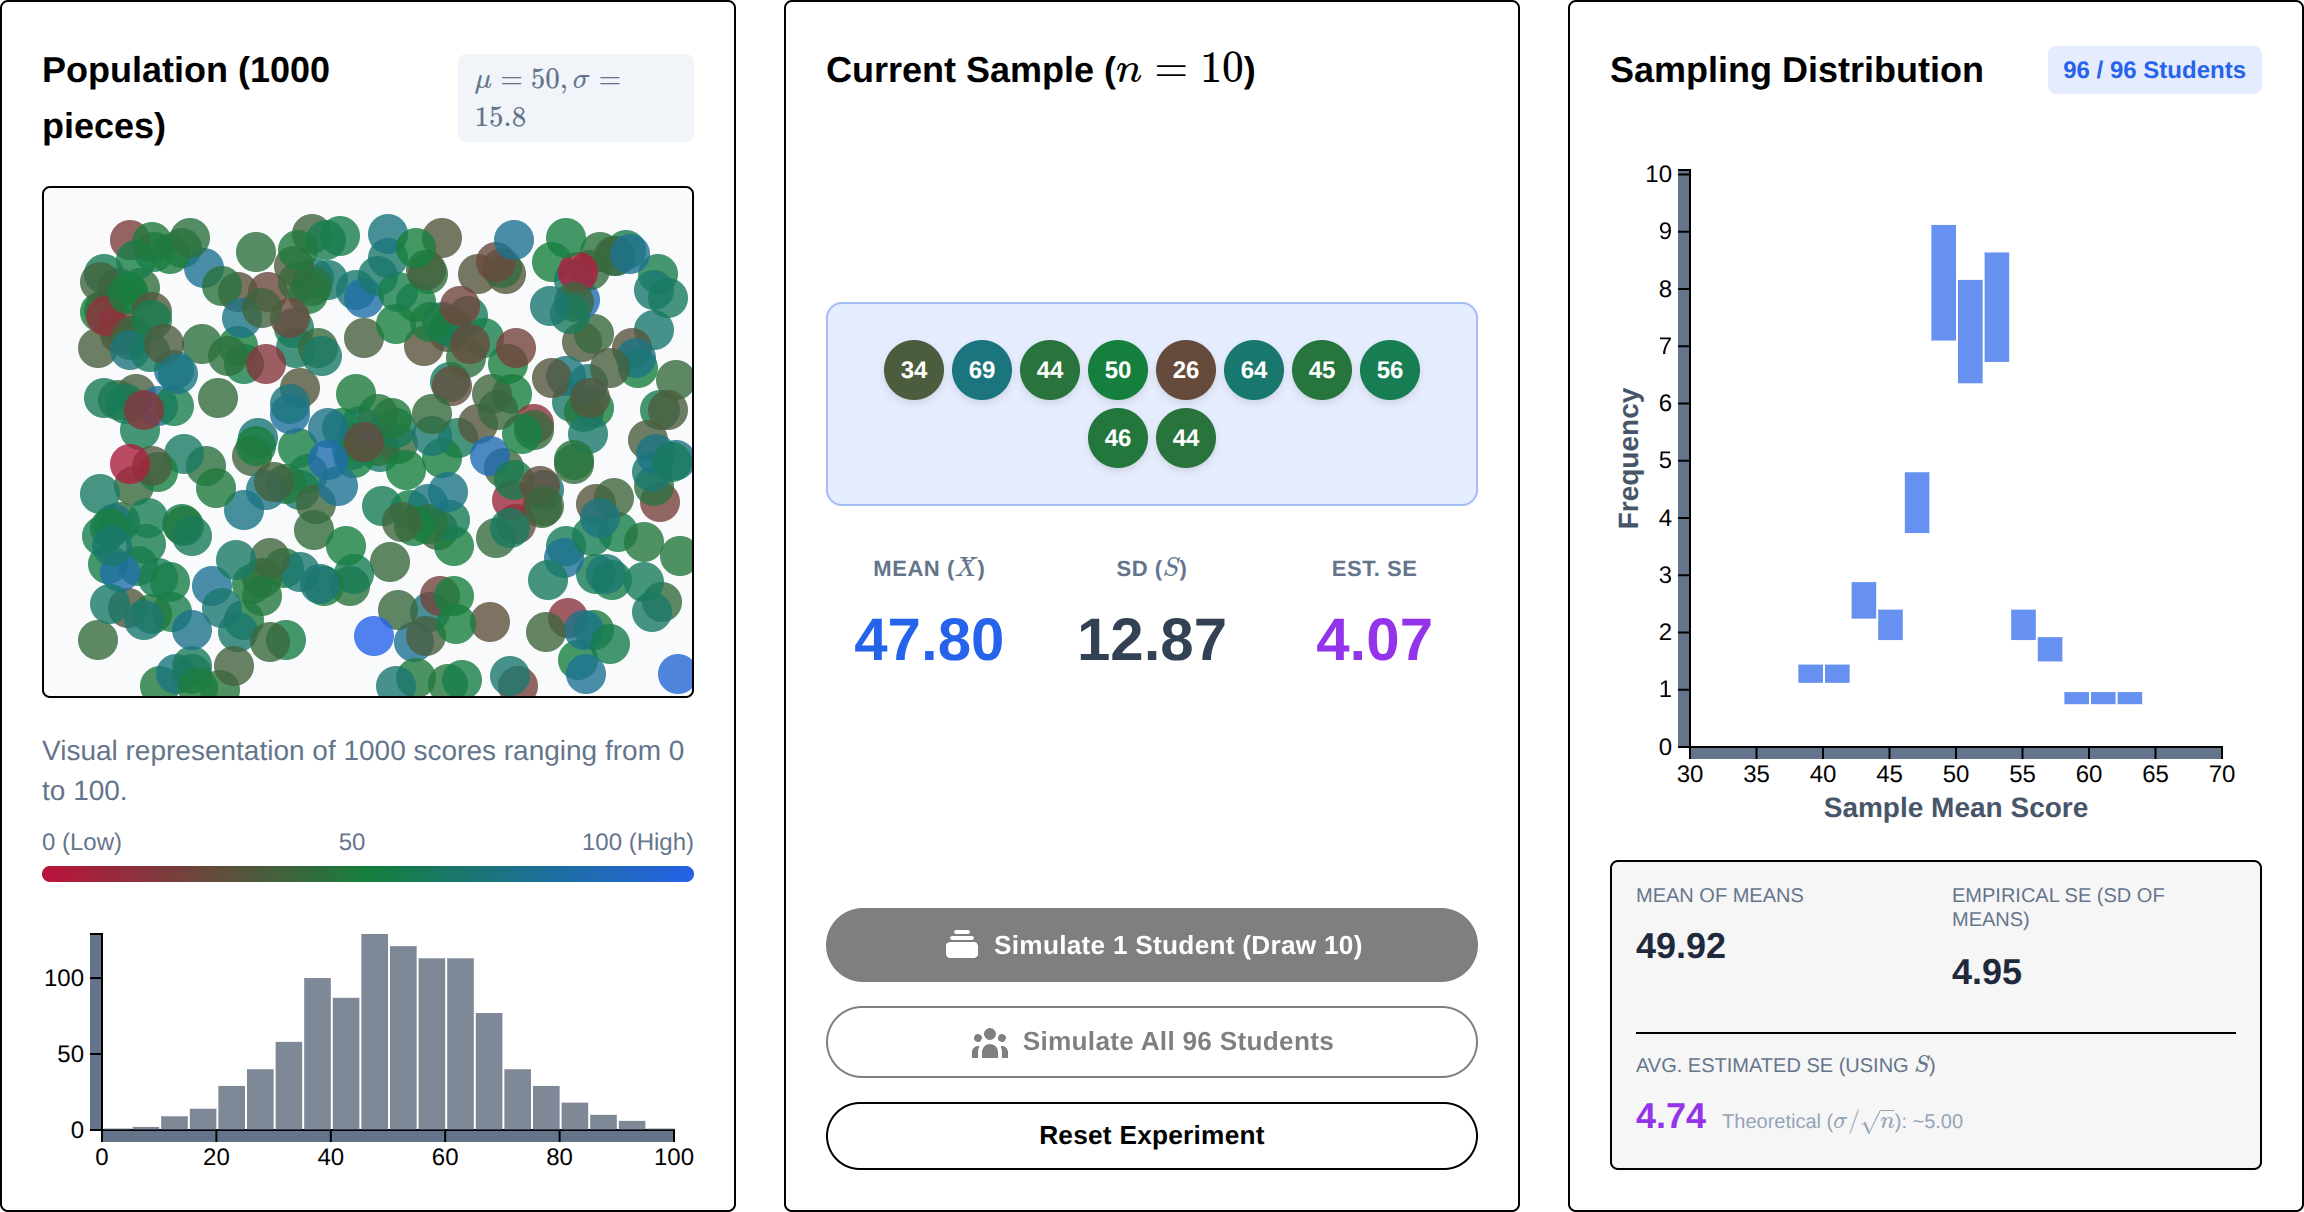 Population (1000
pieces)
μ = 50, σ =
15.8
Visual representation of 1000 scores ranging from 0
to 100.
0 (Low) 50 100 (High)
100
50
0
0 20 40 60 80 100
Current Sample (n = 10)
34 69 44 50 26 64 45 56
46 44
MEAN (X̄) SD (S) EST. SE
47.80 12.87 4.07
Simulate 1 Student (Draw 10)
Simulate All 96 Students
Reset Experiment
Sampling Distribution 96 / 96 Students
10
9
8
7
6
5
4
3
2
1
0
Frequency
30 35 40 45 50 55 60 65 70
Sample Mean Score
MEAN OF MEANS
49.92
EMPIRICAL SE (SD OF
MEANS)
4.95
AVG. ESTIMATED SE (USING S)
4.74 Theoretical (σ/√n): ~5.00